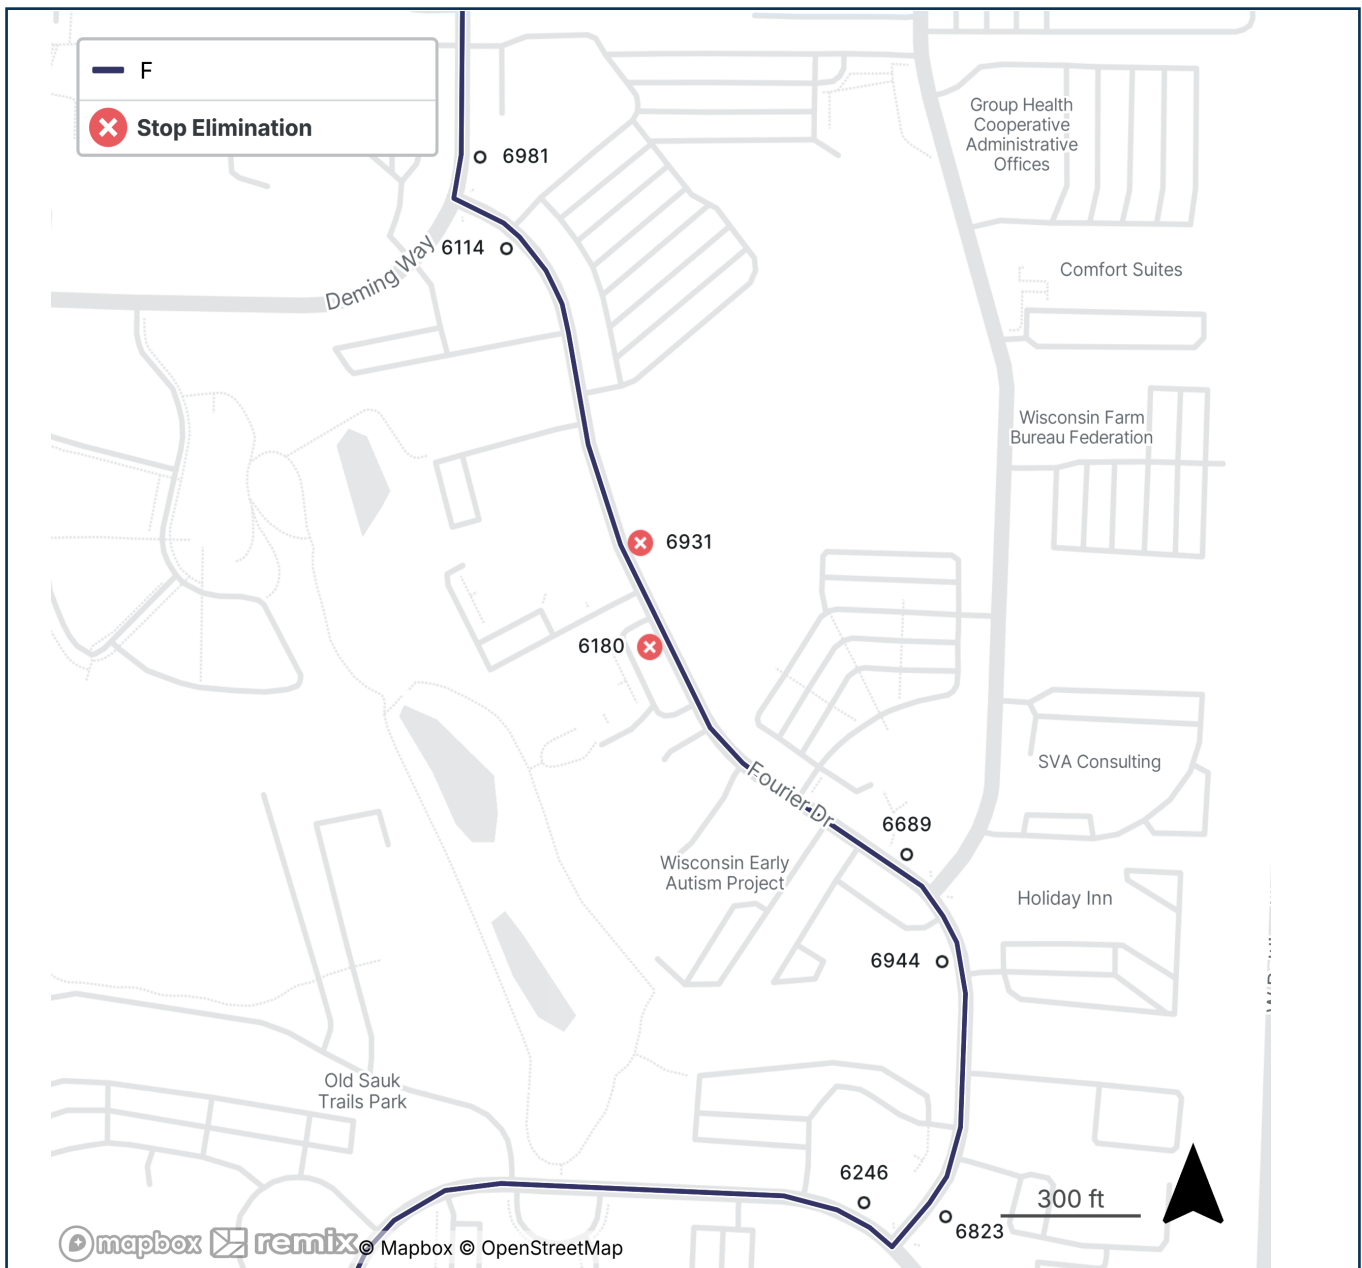 F
Stop Elimination
6981
6114
Deming Way
Group Health
Cooperative
Administrative
Offices
Comfort Suites
Wisconsin Farm
Bureau Federation
6931
6180
SVA Consulting
Fourier Dr
6689
Wisconsin Early
Autism Project
Holiday Inn
6944
Old Sauk
Trails Park
6246
6823
300 ft
mapbox remix © Mapbox © OpenStreetMap